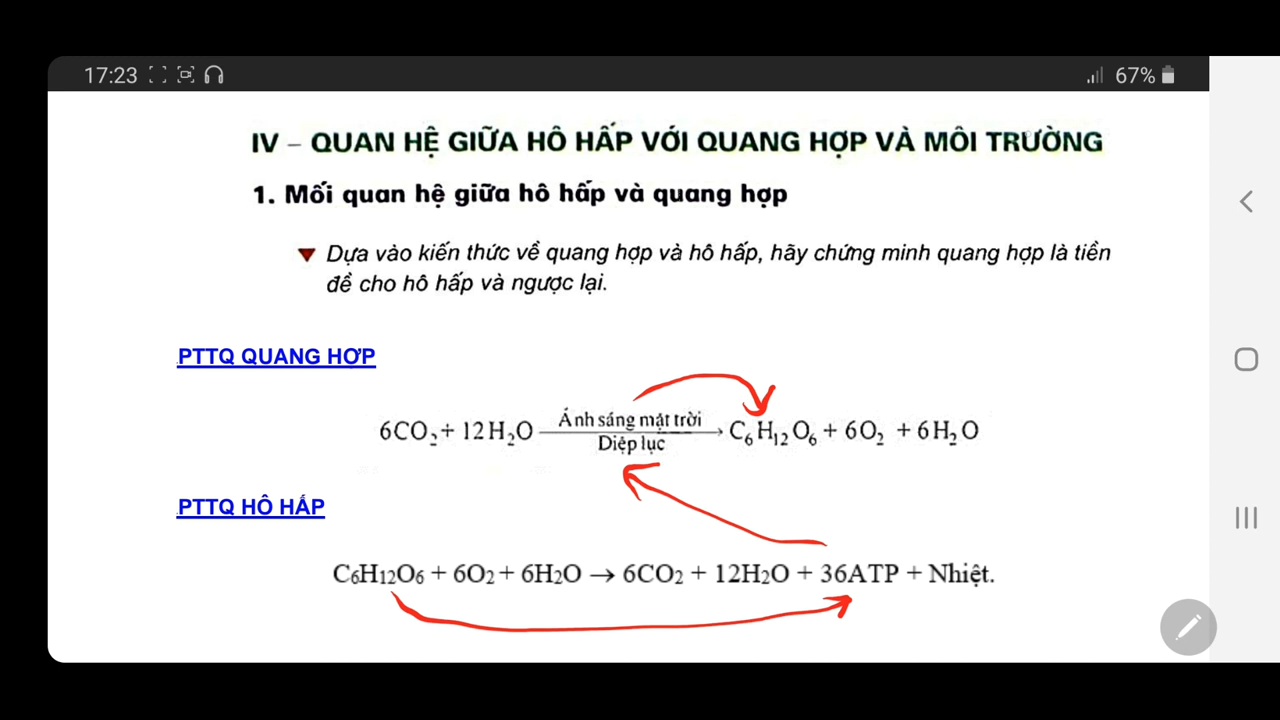 17:23 67%
IV – QUAN HỆ GIỮA HÔ HẤP VỚI QUANG HỢP VÀ MÔI TRƯỜNG
1. Mối quan hệ giữa hô hấp và quang hợp
▼ Dựa vào kiến thức về quang hợp và hô hấp, hãy chứng minh quang hợp là tiền
đề cho hô hấp và ngược lại.
PTTQ QUANG HỢP
Ánh sáng mặt trời
6CO₂ + 12H₂O → C₆H₁₂O₆ + 6O₂ + 6H₂O
Diệp lục
PTTQ HÔ HẤP
C₆H₁₂O₆ + 6O₂ + 6H₂O → 6CO₂ + 12H₂O + 36ATP + Nhiệt.